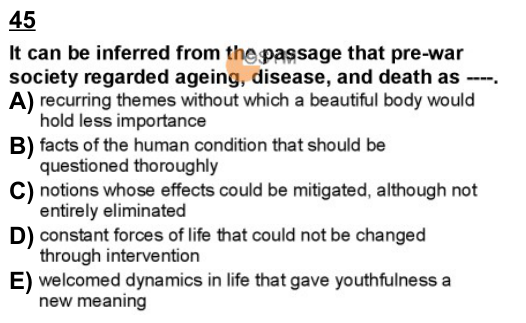 45
It can be inferred from the passage that pre-war
society regarded ageing, disease, and death as ----.
A) recurring themes without which a beautiful body would
hold less importance
B) facts of the human condition that should be
questioned thoroughly
C) notions whose effects could be mitigated, although not
entirely eliminated
D) constant forces of life that could not be changed
through intervention
E) welcomed dynamics in life that gave youthfulness a
new meaning